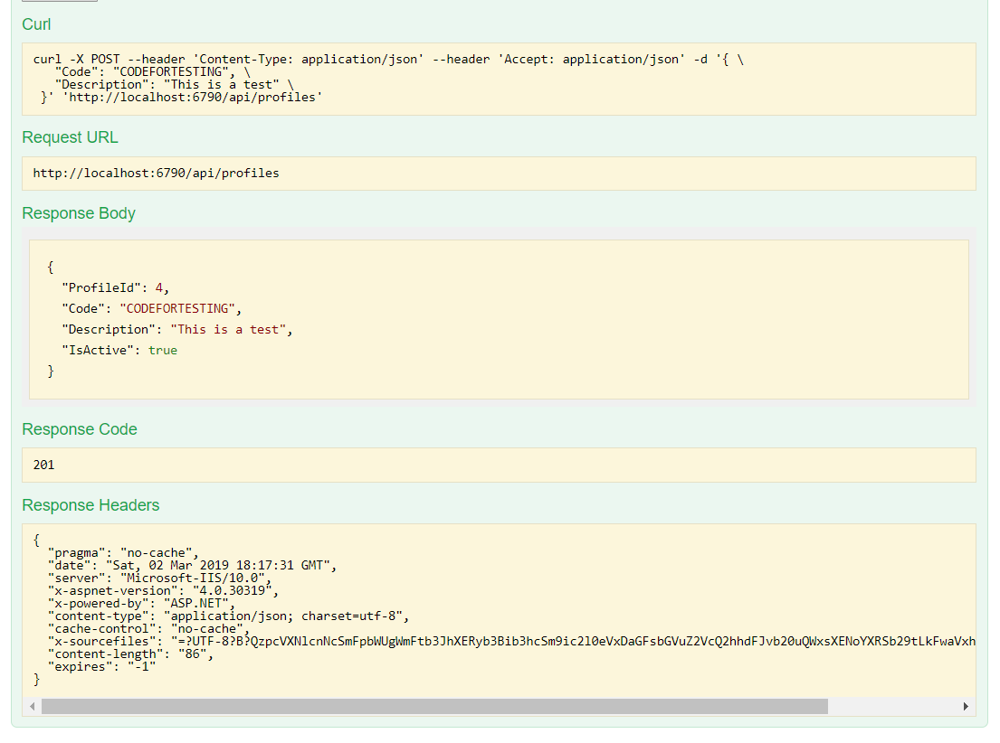 Curl
curl -X POST --header 'Content-Type: application/json' --header 'Accept: application/json' -d '{ \
"Code": "CODEFORTESTING", \
"Description": "This is a test" \
}' 'http://localhost:6790/api/profiles'
Request URL
http://localhost:6790/api/profiles
Response Body
{
"ProfileId": 4,
"Code": "CODEFORTESTING",
"Description": "This is a test",
"IsActive": true
}
Response Code
201
Response Headers
{
"pragma": "no-cache",
"date": "Sat, 02 Mar 2019 18:17:31 GMT",
"server": "Microsoft-IIS/10.0",
"x-aspnet-version": "4.0.30319",
"x-powered-by": "ASP.NET",
"content-type": "application/json; charset=utf-8",
"cache-control": "no-cache",
"x-sourcefiles": "=?UTF-8?B?QzpcVXNlcnNcSmFpbWUgWmFtb3JhXERyb3Bib3hcSm9ic2l0eVxDaGFsbGVuZ2VcQ2hhdFJvb20uQWxsXENoYXRSb29tLkFwaVxh
"content-length": "86",
"expires": "-1"
}